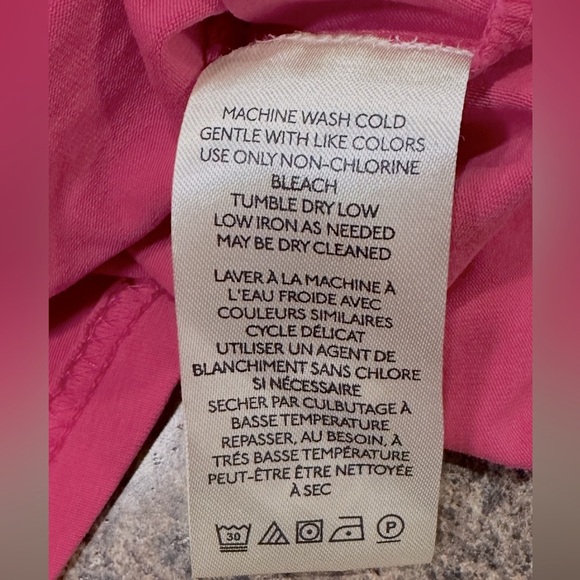 MACHINE WASH COLD
GENTLE WITH LIKE COLORS
USE ONLY NON-CHLORINE
BLEACH
TUMBLE DRY LOW
LOW IRON AS NEEDED
MAY BE DRY CLEANED
LAVER À LA MACHINE À
L'EAU FROIDE AVEC
COULEURS SIMILAIRES
CYCLE DÉLICAT
UTILISER UN AGENT DE
BLANCHIMENT SANS CHLORE
SI NÉCESSAIRE
SECHER PAR CULBUTAGE À
BASSE TEMPERATURE
REPASSER, AU BESOIN, À
TRÉS BASSE TEMPÉRATURE
PEUT-ÊTRE ÊTRE NETTOYÉE
À SEC
30 P